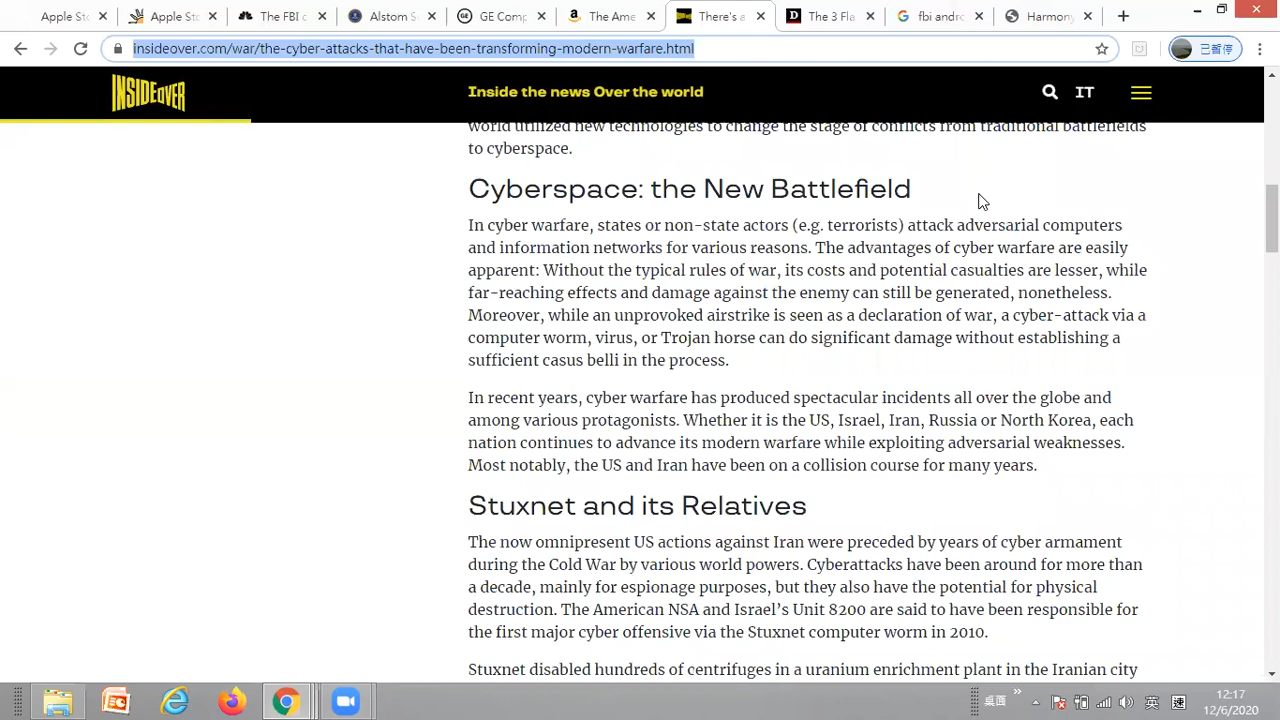 Apple St
Apple Sto
The FBI c
Alstom St
GE Comp
The Ame
There's a
The 3 Fle
fbi andro
Harmony
insideover.com/war/the-cyber-attacks-that-have-been-transforming-modern-warfare.html
已暫停
INSIDEOVER
Inside the news Over the world
IT
world utilized new technologies to change the stage of conflicts from traditional battlefields
to cyberspace.
Cyberspace: the New Battlefield
In cyber warfare, states or non-state actors (e.g. terrorists) attack adversarial computers
and information networks for various reasons. The advantages of cyber warfare are easily
apparent: Without the typical rules of war, its costs and potential casualties are lesser, while
far-reaching effects and damage against the enemy can still be generated, nonetheless.
Moreover, while an unprovoked airstrike is seen as a declaration of war, a cyber-attack via a
computer worm, virus, or Trojan horse can do significant damage without establishing a
sufficient casus belli in the process.
In recent years, cyber warfare has produced spectacular incidents all over the globe and
among various protagonists. Whether it is the US, Israel, Iran, Russia or North Korea, each
nation continues to advance its modern warfare while exploiting adversarial weaknesses.
Most notably, the US and Iran have been on a collision course for many years.
Stuxnet and its Relatives
The now omnipresent US actions against Iran were preceded by years of cyber armament
during the Cold War by various world powers. Cyberattacks have been around for more than
a decade, mainly for espionage purposes, but they also have the potential for physical
destruction. The American NSA and Israel's Unit 8200 are said to have been responsible for
the first major cyber offensive via the Stuxnet computer worm in 2010.
Stuxnet disabled hundreds of centrifuges in a uranium enrichment plant in the Iranian city
桌面
英
12:17
12/6/2020